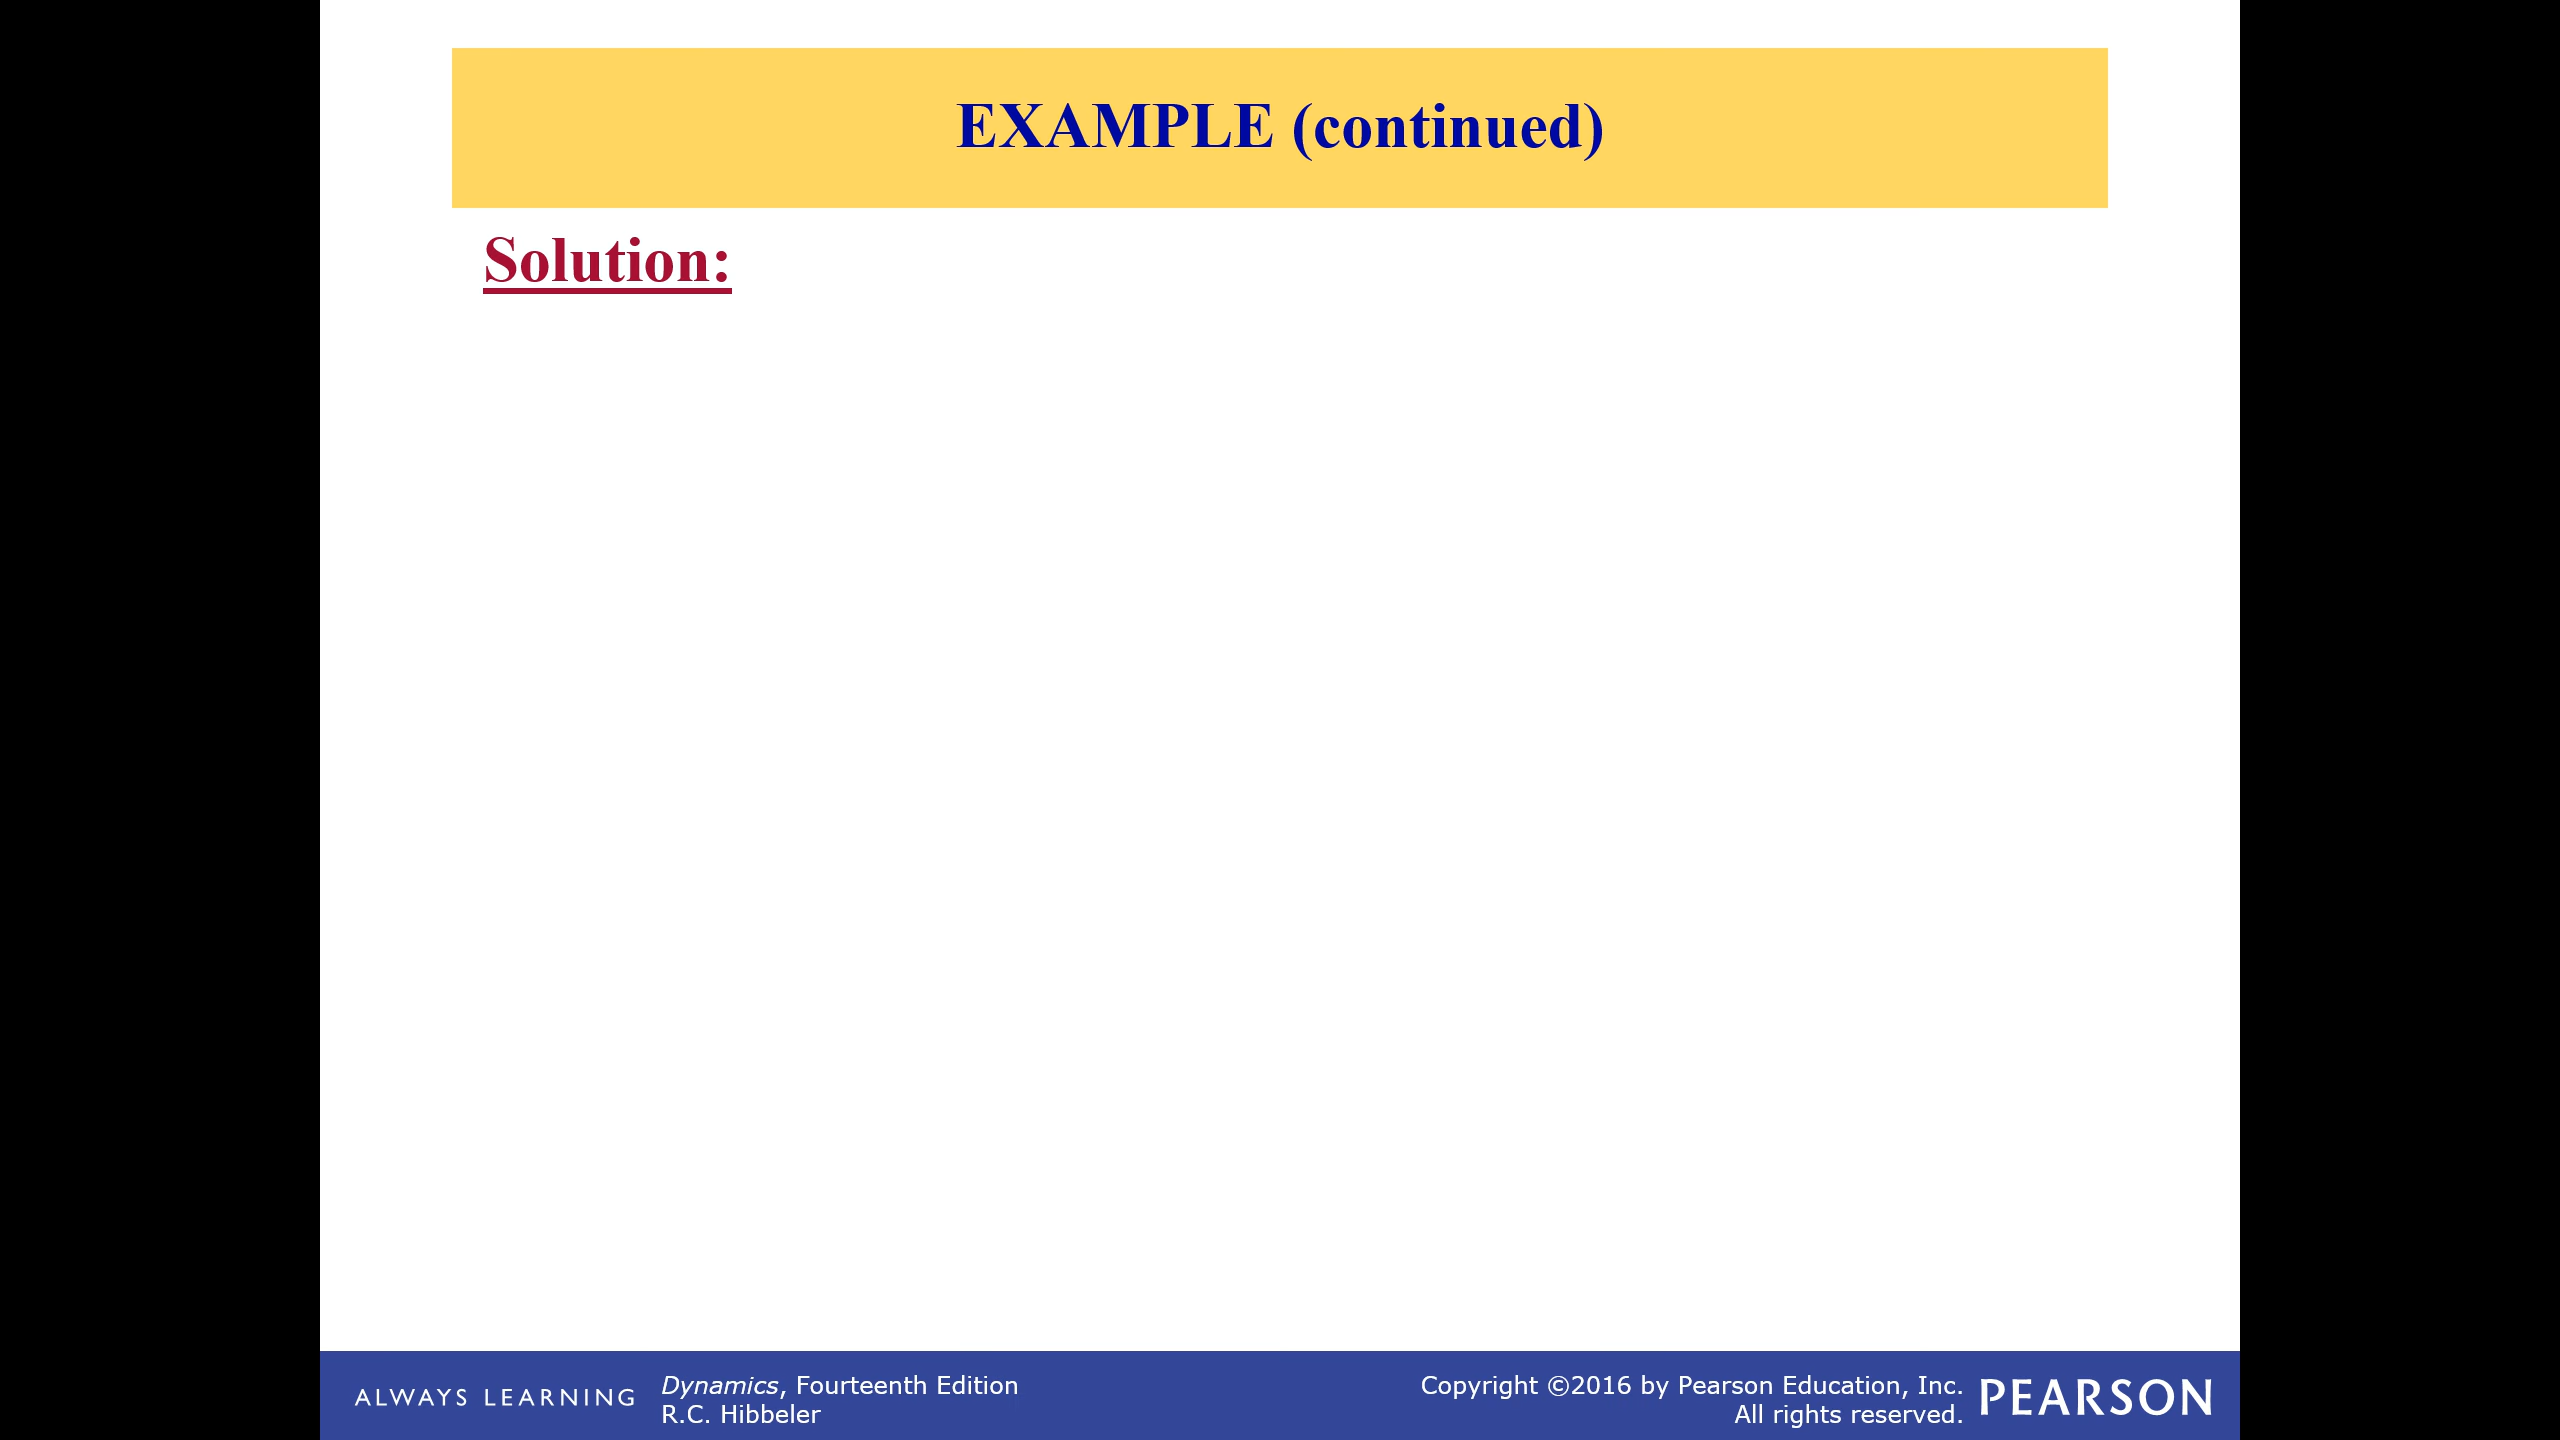 EXAMPLE (continued)
Solution:
ALWAYS LEARNING
Dynamics, Fourteenth Edition
R.C. Hibbeler
Copyright ©2016 by Pearson Education, Inc.
All rights reserved.
PEARSON